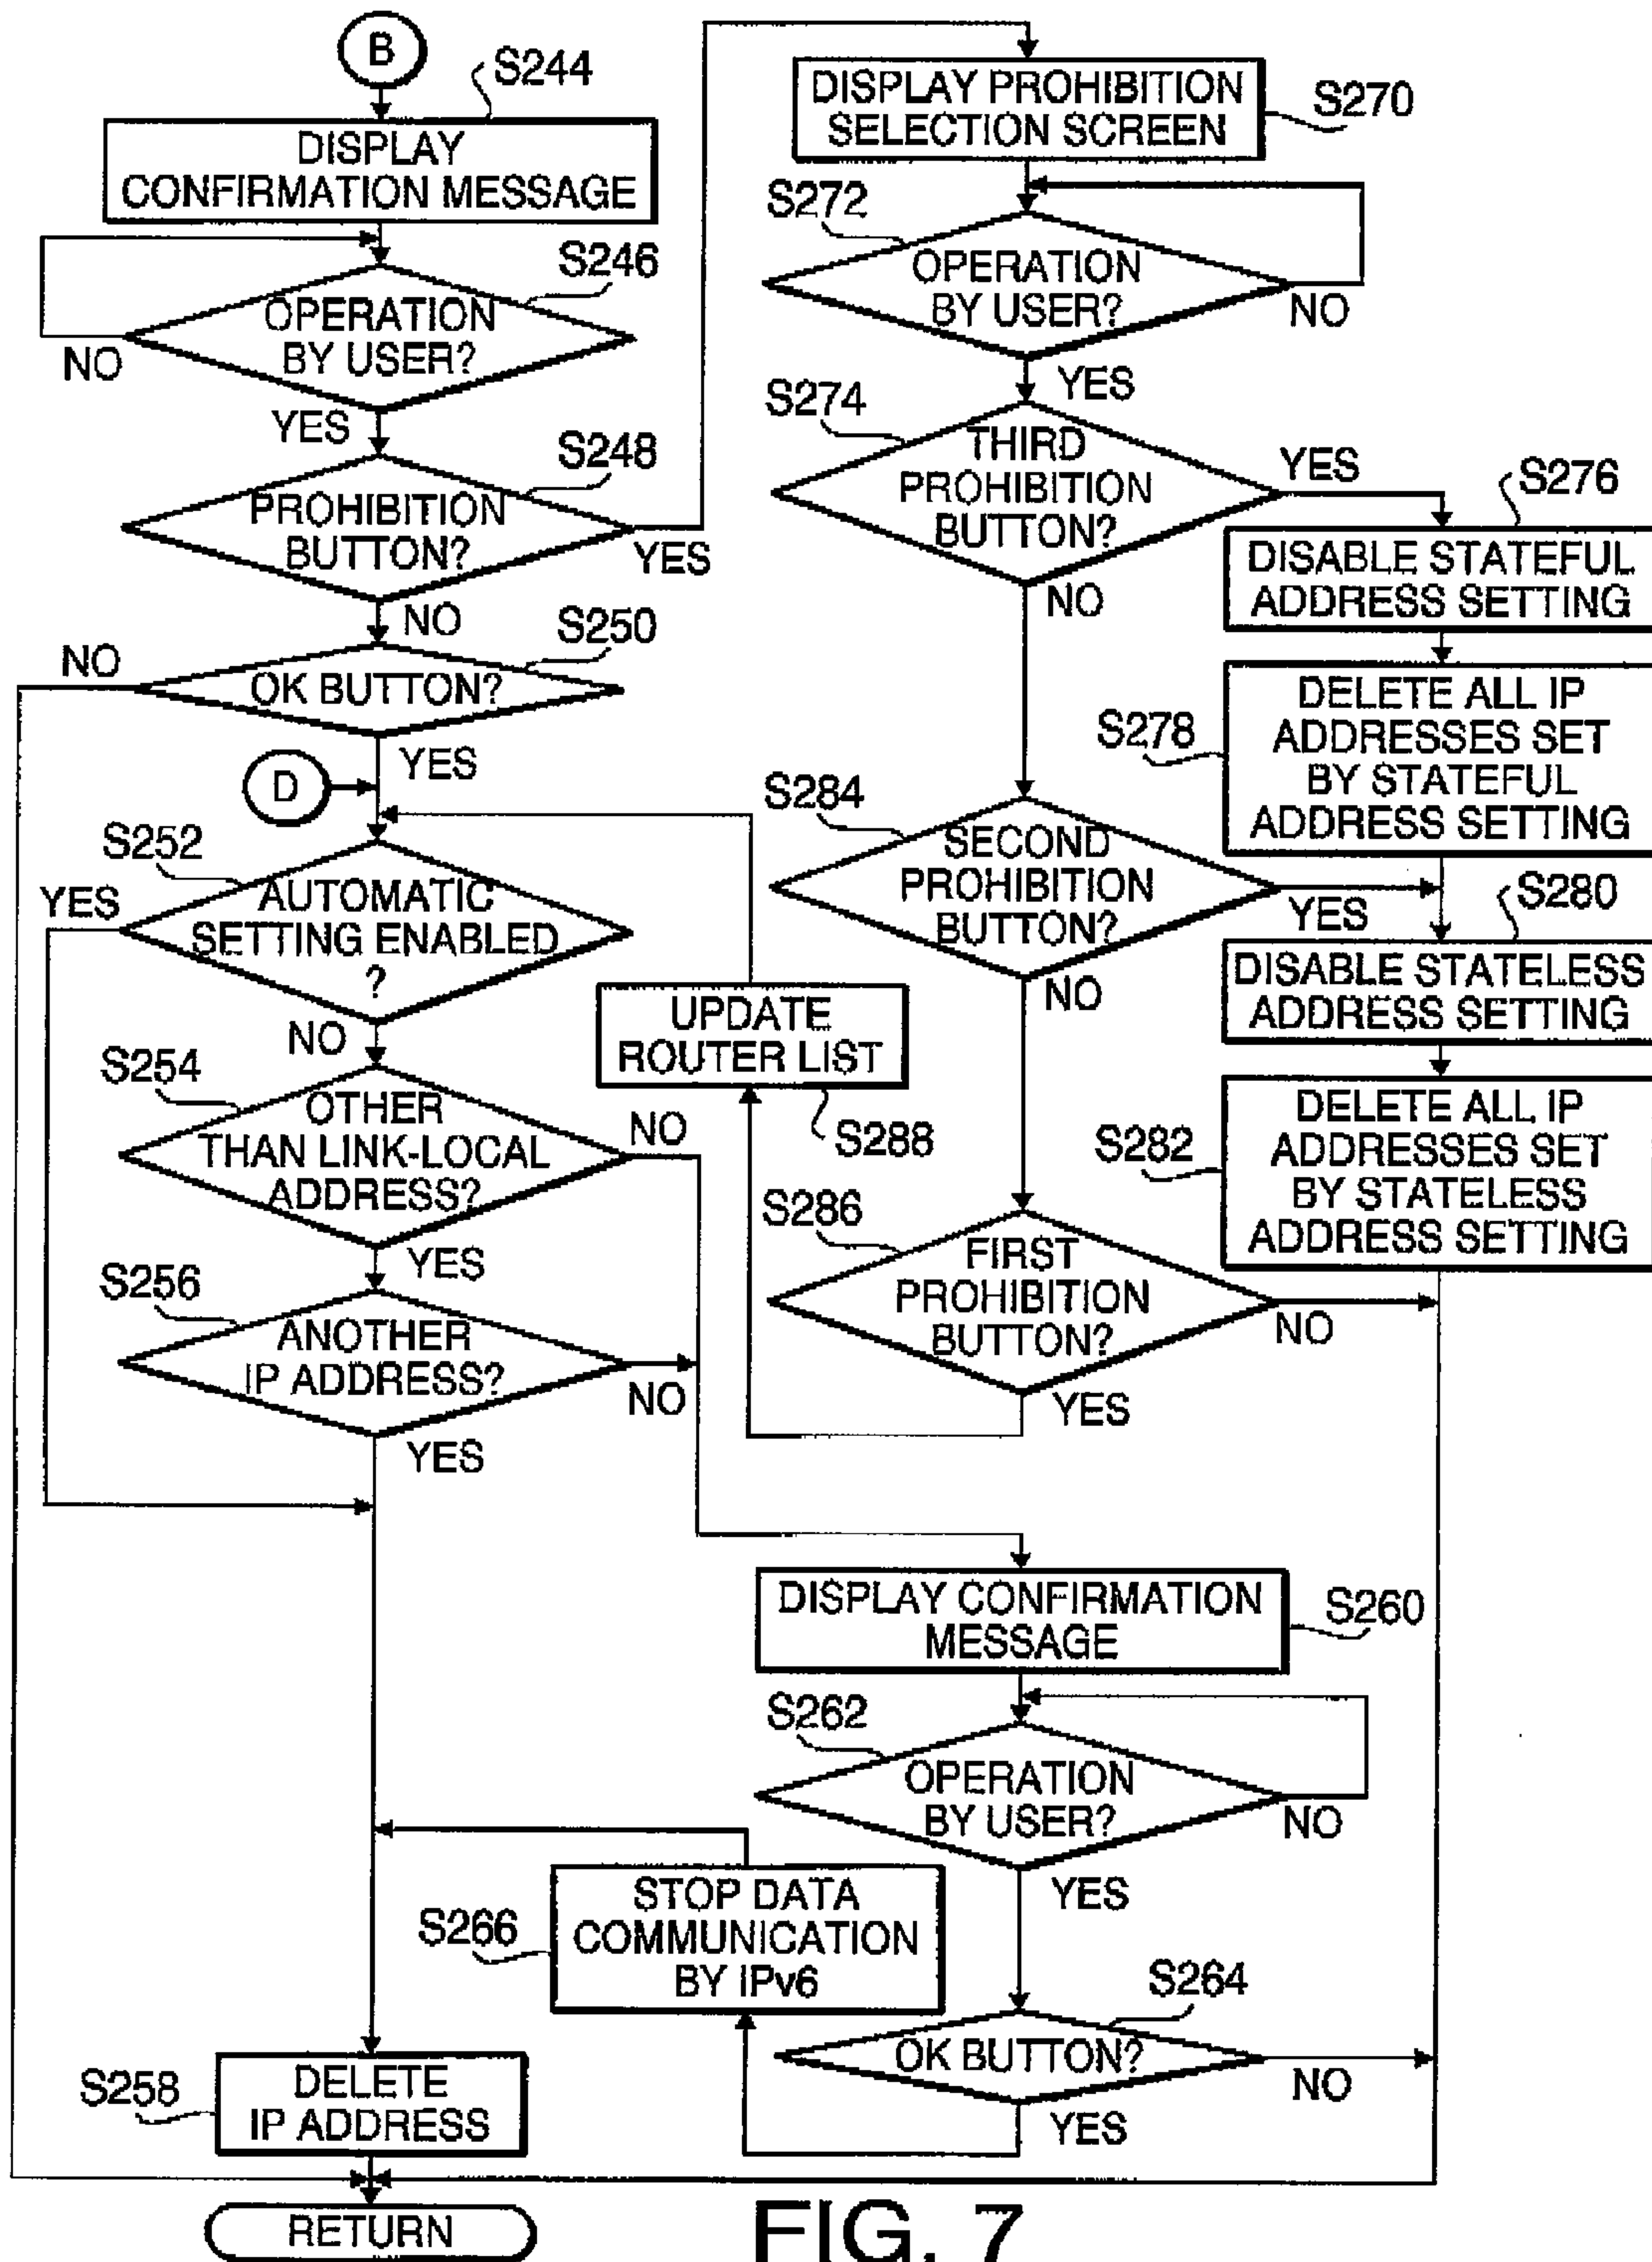 B
S244
DISPLAY
CONFIRMATION MESSAGE
S246
OPERATION
BY USER?
NO
YES
S248
PROHIBITION
BUTTON?
YES
NO
S250
NO
OK BUTTON?
YES
D
S252
YES
AUTOMATIC
SETTING ENABLED
?
NO
S254
OTHER
THAN LINK-LOCAL
ADDRESS?
NO
YES
S256
ANOTHER
IP ADDRESS?
NO
YES
UPDATE
ROUTER LIST
S288
DISPLAY PROHIBITION
SELECTION SCREEN
S270
S272
OPERATION
BY USER?
NO
YES
S274
THIRD
PROHIBITION
BUTTON?
YES
NO
S276
DISABLE STATEFUL
ADDRESS SETTING
S278
DELETE ALL IP
ADDRESSES SET
BY STATEFUL
ADDRESS SETTING
S284
SECOND
PROHIBITION
BUTTON?
YES
NO
S280
DISABLE STATELESS
ADDRESS SETTING
S282
DELETE ALL IP
ADDRESSES SET
BY STATELESS
ADDRESS SETTING
S286
FIRST
PROHIBITION
BUTTON?
NO
YES
DISPLAY CONFIRMATION
MESSAGE
S260
S262
OPERATION
BY USER?
NO
YES
S266
STOP DATA
COMMUNICATION
BY IPv6
S264
OK BUTTON?
NO
YES
S258
DELETE
IP ADDRESS
RETURN
FIG. 7